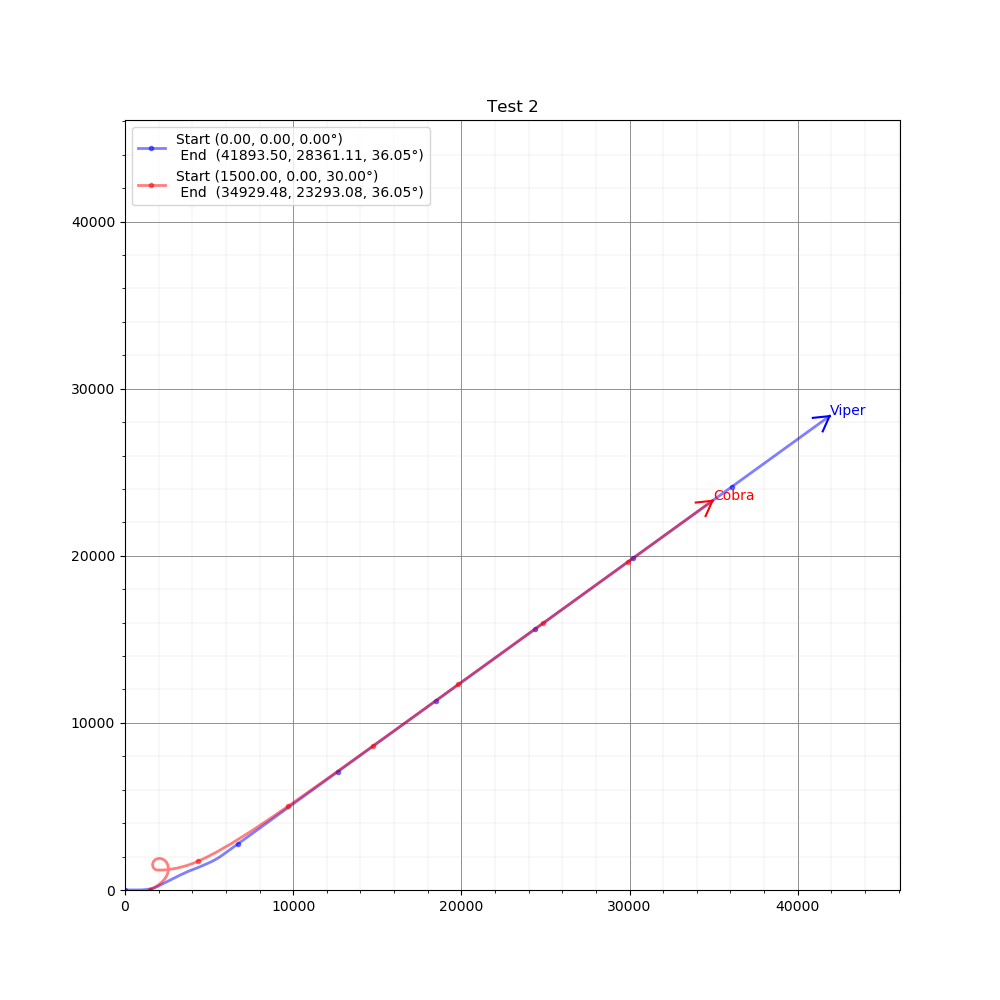 Test 2
Start (0.00, 0.00, 0.00°)
End (41893.50, 28361.11, 36.05°)
Start (1500.00, 0.00, 30.00°)
End (34929.48, 23293.08, 36.05°)
40000
30000
Viper
Cobra
20000
10000
0
0 10000 20000 30000 40000